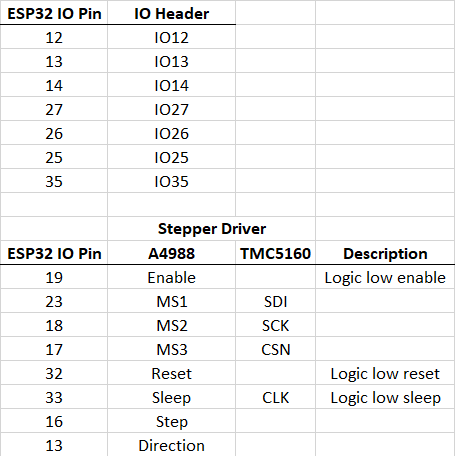 ESP32 IO Pin IO Header
12 IO12
13 IO13
14 IO14
27 IO27
26 IO26
25 IO25
35 IO35
Stepper Driver
ESP32 IO Pin A4988 TMC5160 Description
19 Enable Logic low enable
23 MS1 SDI
18 MS2 SCK
17 MS3 CSN
32 Reset Logic low reset
33 Sleep CLK Logic low sleep
16 Step
13 Direction